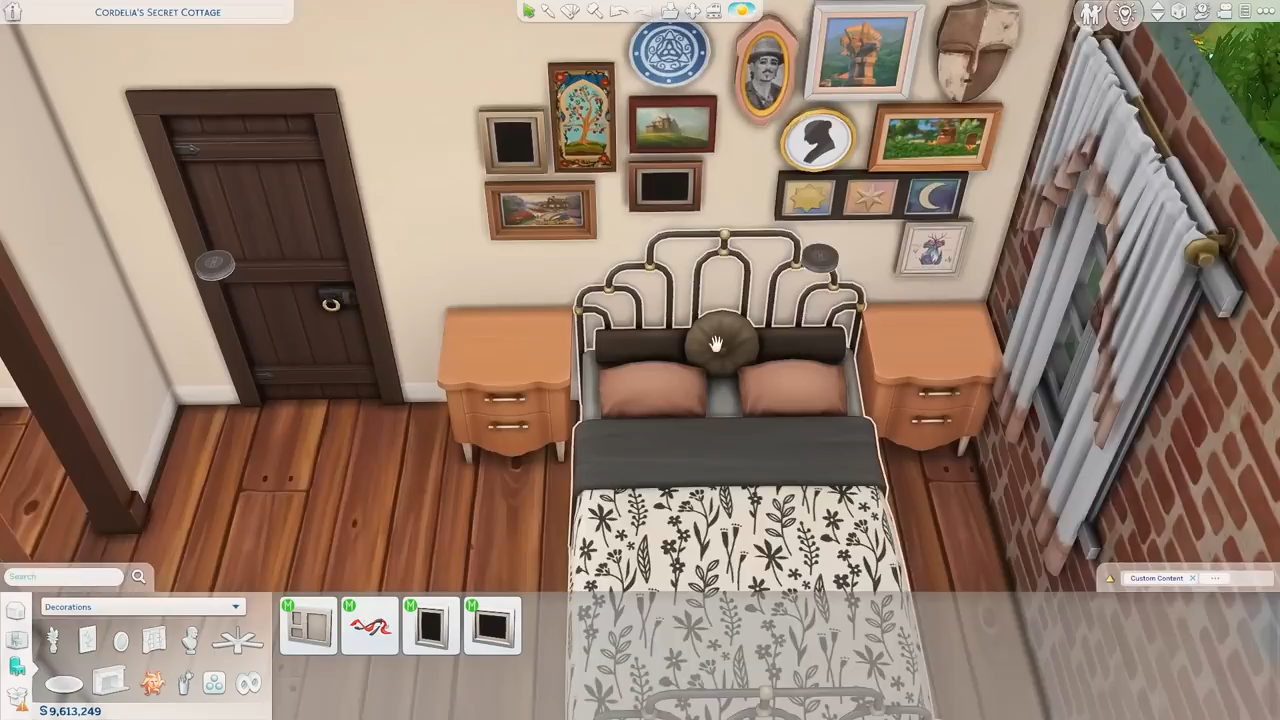 Cordelia's Secret Cottage
Search
Custom Content
Decorations
M
M
M
M
§9,613,249